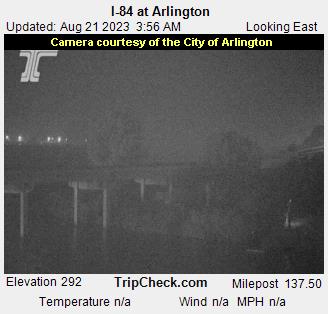 I-84 at Arlington
Updated: Aug 21 2023 3:56 AM Looking East
Camera courtesy of the City of Arlington
Elevation 292 TripCheck.com Milepost 137.50
Temperature n/a Wind n/a MPH n/a